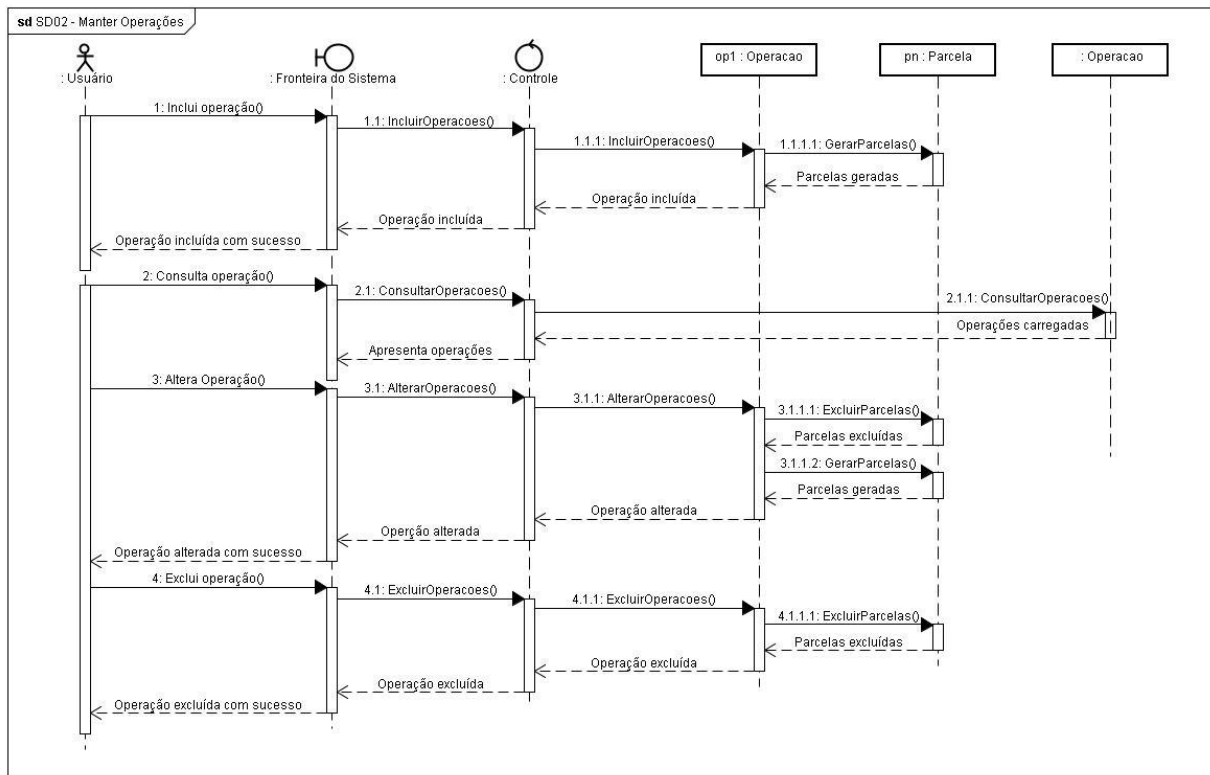 sd SD02 - Manter Operações
: Usuário
: Fronteira do Sistema
: Controle
op1 : Operacao
pn : Parcela
: Operacao
1: Inclui operação()
1.1: IncluirOperacoes()
1.1.1: IncluirOperacoes()
1.1.1.1: GerarParcelas()
Parcelas geradas
Operação incluída
Operação incluída
Operação incluída com sucesso
2: Consulta operação()
2.1: ConsultarOperacoes()
2.1.1: ConsultarOperacoes()
Operações carregadas
Apresenta operações
3: Altera Operação()
3.1: AlterarOperacoes()
3.1.1: AlterarOperacoes()
3.1.1.1: ExcluirParcelas()
Parcelas excluídas
3.1.1.2: GerarParcelas()
Parcelas geradas
Operação alterada
Operção alterada
Operação alterada com sucesso
4: Exclui operação()
4.1: ExcluirOperacoes()
4.1.1: ExcluirOperacoes()
4.1.1.1: ExcluirParcelas()
Parcelas excluídas
Operação excluída
Operação excluída
Operação excluída com sucesso